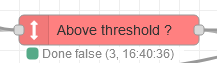 Above threshold ?
Done false (3, 16:40:36)